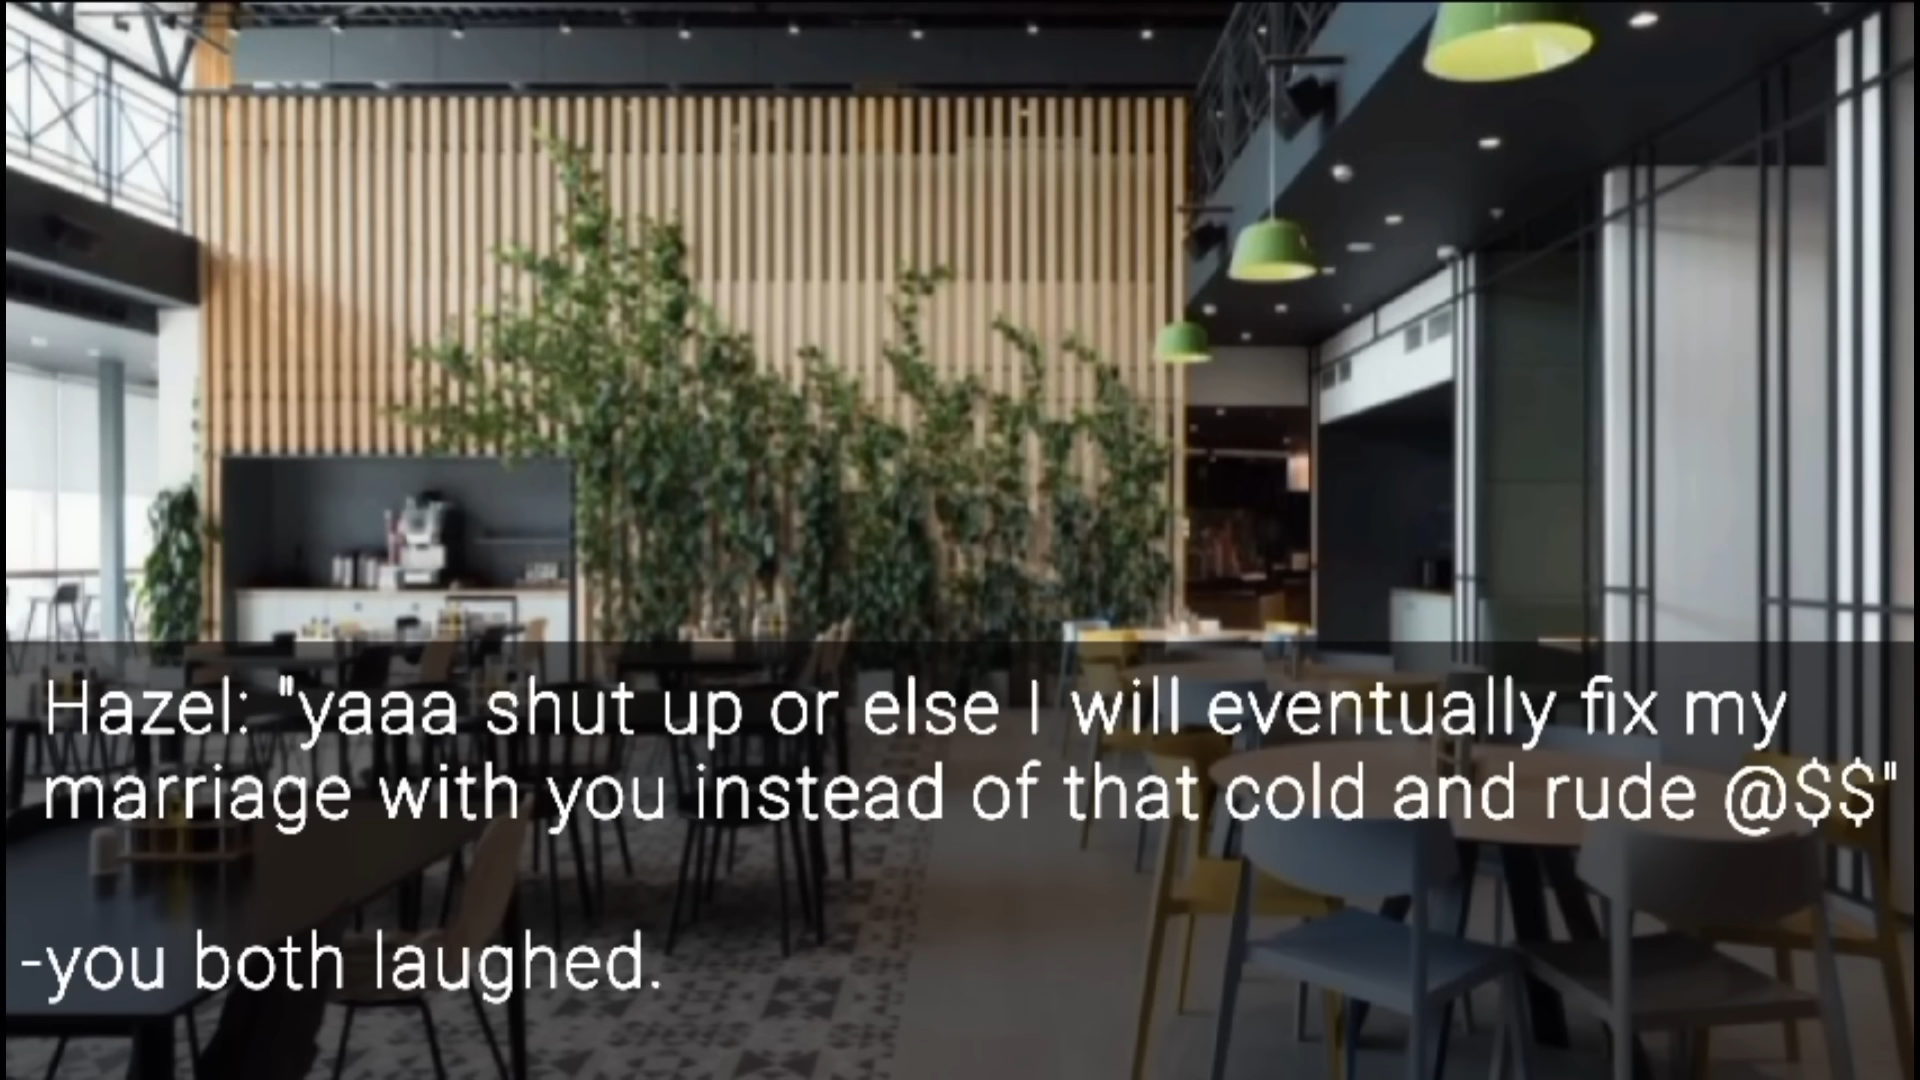 Hazel: "yaaa shut up or else I will eventually fix my
marriage with you instead of that cold and rude @$$"
-you both laughed.